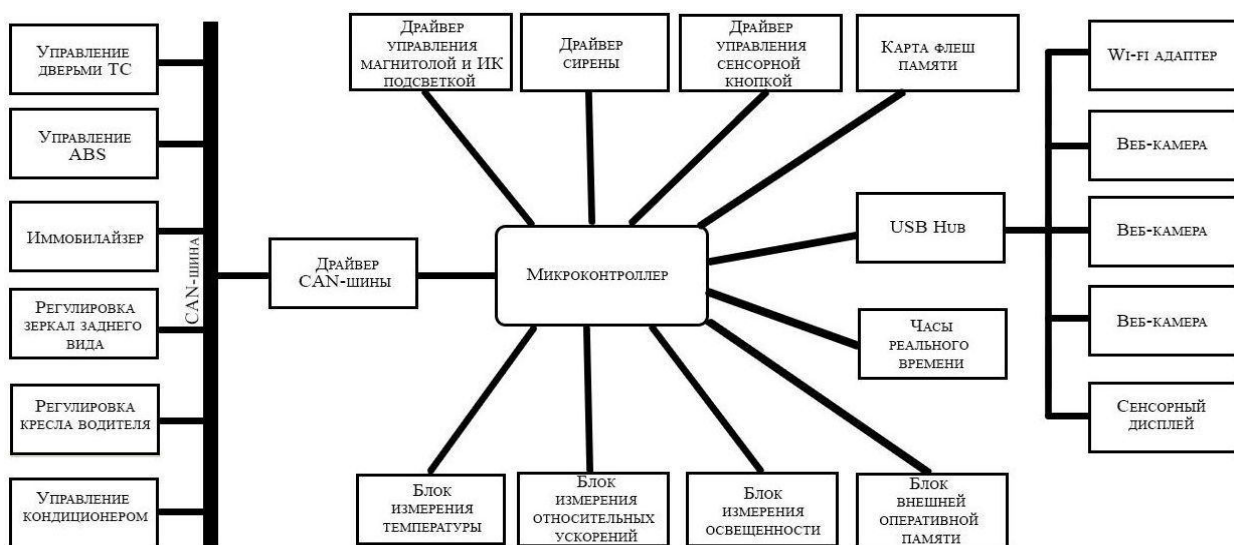 Управление
дверьми ТС
Управление
ABS
Иммобилайзер
Регулировка
зеркал заднего
вида
Регулировка
кресла водителя
Управление
кондиционером
CAN-шина
Драйвер
CAN-шины
Драйвер
управления
магнитолой и ИК
подсветкой
Драйвер
сирены
Драйвер
управления
сенсорной
кнопкой
Карта флеш
памяти
Микроконтроллер
USB Hub
Часы
реального
времени
Блок
измерения
температуры
Блок
измерения
относительных
ускорений
Блок
измерения
освещенности
Блок
внешней
оперативной
памяти
Wi-fi адаптер
Веб-камера
Веб-камера
Веб-камера
Сенсорный
дисплей